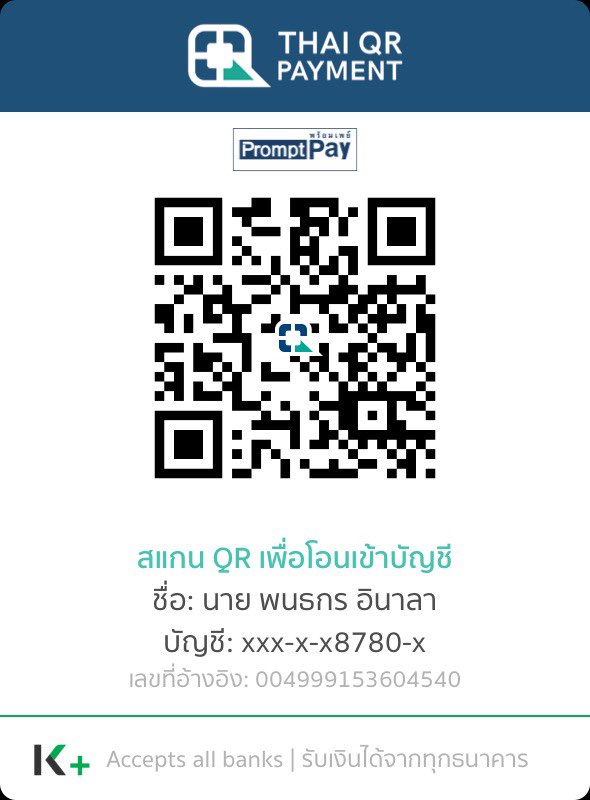 THAI QR
PAYMENT
พร้อมเพย์
PromptPay
สแกน QR เพื่อโอนเข้าบัญชี
ชื่อ: นาย พนธกร อินาลา
บัญชี: xxx-x-x8780-x
เลขที่อ้างอิง: 004999153604540
K+ Accepts all banks | รับเงินได้จากทุกธนาคาร